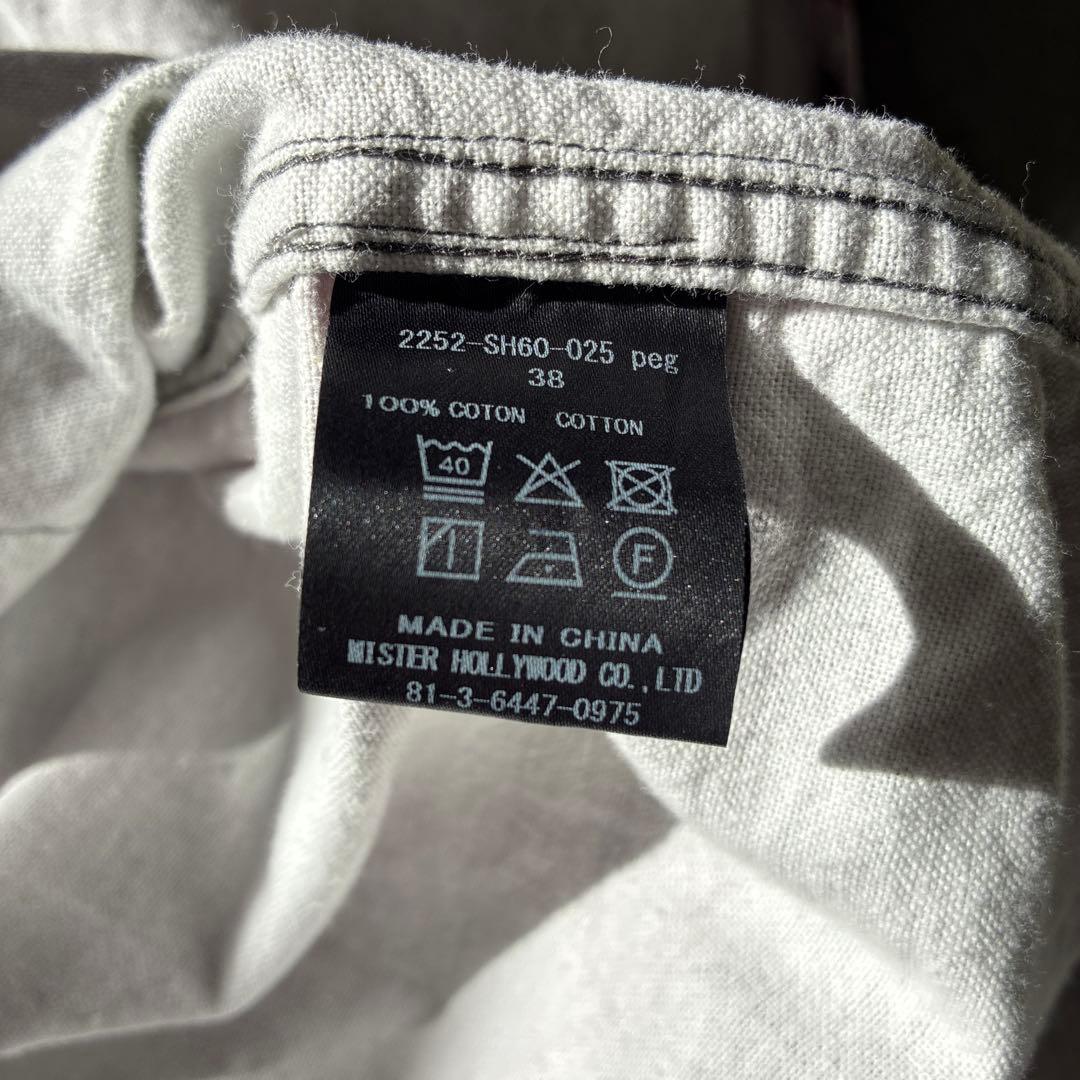 2252-SH60-025 peg
38
100% COTON COTTON
40
F
MADE IN CHINA
MISTER HOLLYWOOD CO.,LTD
81-3-6447-0975